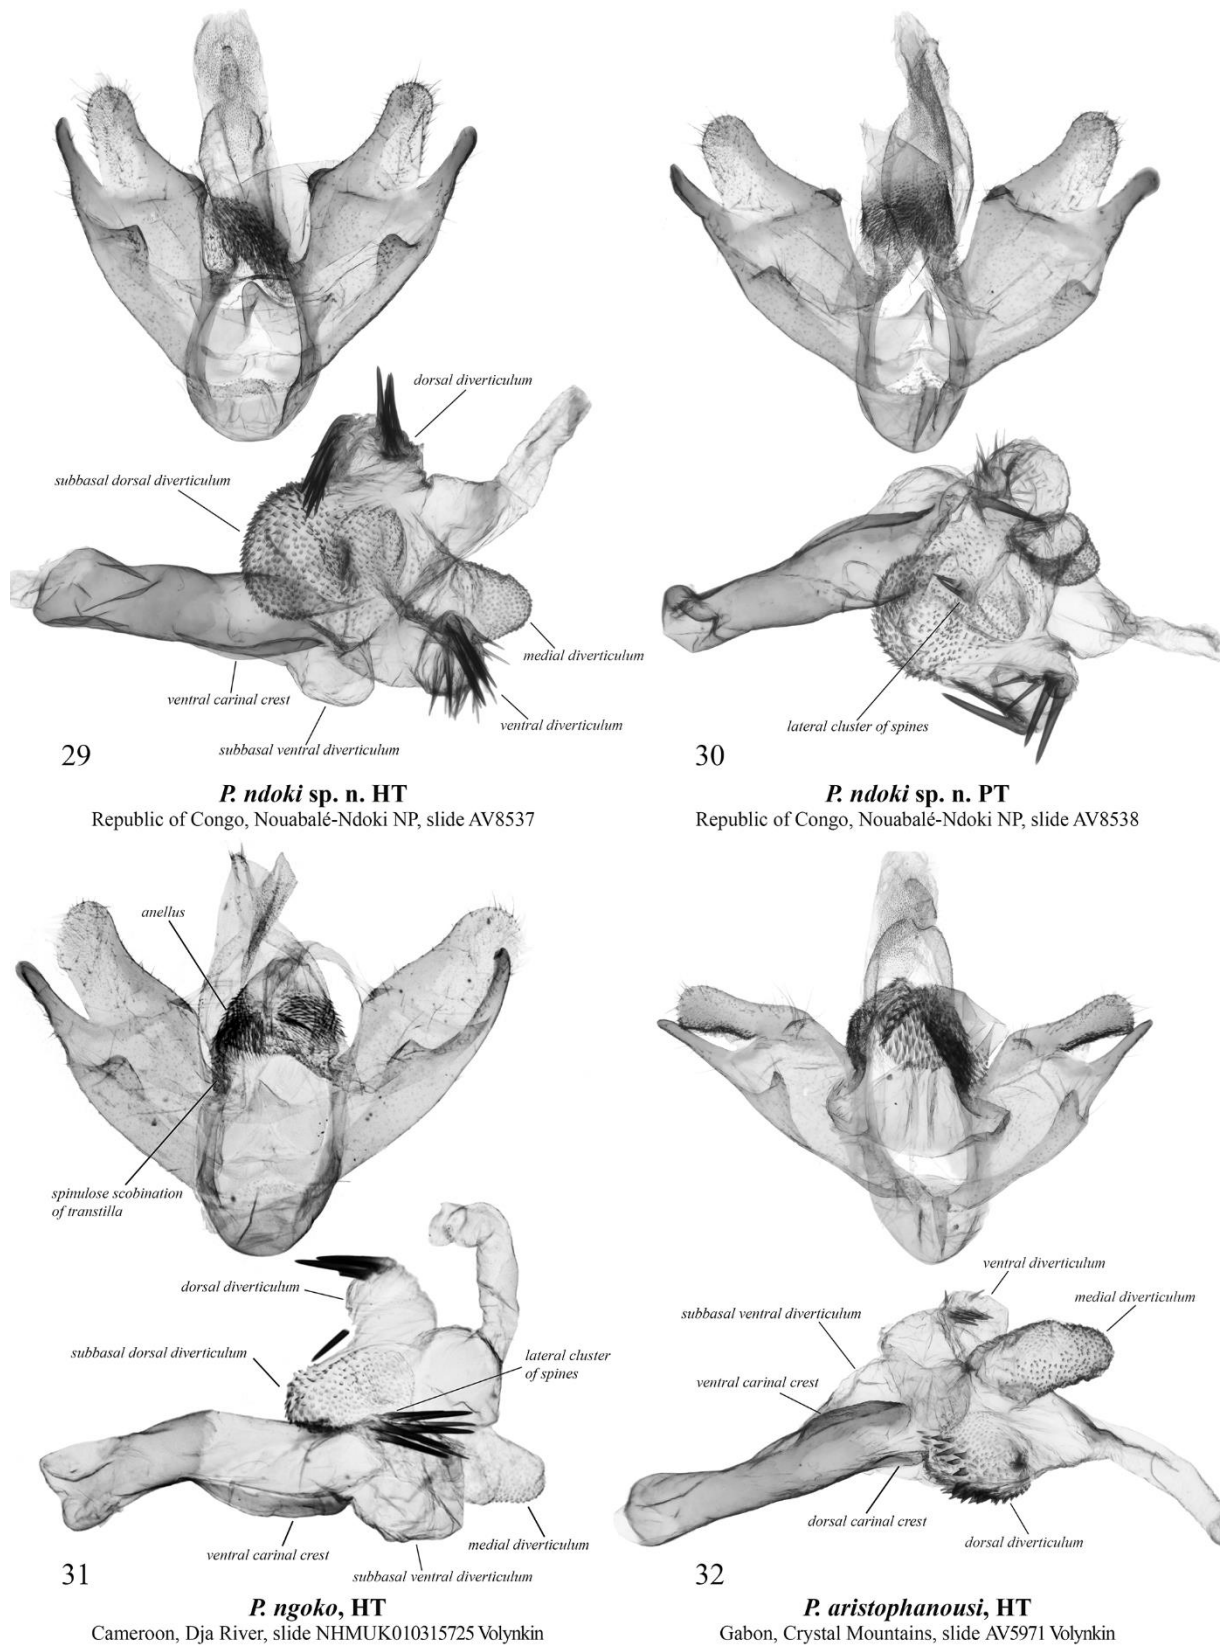 dorsal diverticulum
subbasal dorsal diverticulum
medial diverticulum
ventral carinal crest
ventral diverticulum
subbasal ventral diverticulum
29
P. ndoki sp. n. HT
Republic of Congo, Nouabalé-Ndoki NP, slide AV8537
lateral cluster of spines
30
P. ndoki sp. n. PT
Republic of Congo, Nouabalé-Ndoki NP, slide AV8538
anellus
spinulose scobination
of transtilla
dorsal diverticulum
subbasal dorsal diverticulum
lateral cluster
of spines
ventral carinal crest
medial diverticulum
subbasal ventral diverticulum
31
P. ngoko, HT
Cameroon, Dja River, slide NHMUK010315725 Volynkin
ventral diverticulum
medial diverticulum
subbasal ventral diverticulum
ventral carinal crest
dorsal carinal crest
dorsal diverticulum
32
P. aristophanousi, HT
Gabon, Crystal Mountains, slide AV5971 Volynkin